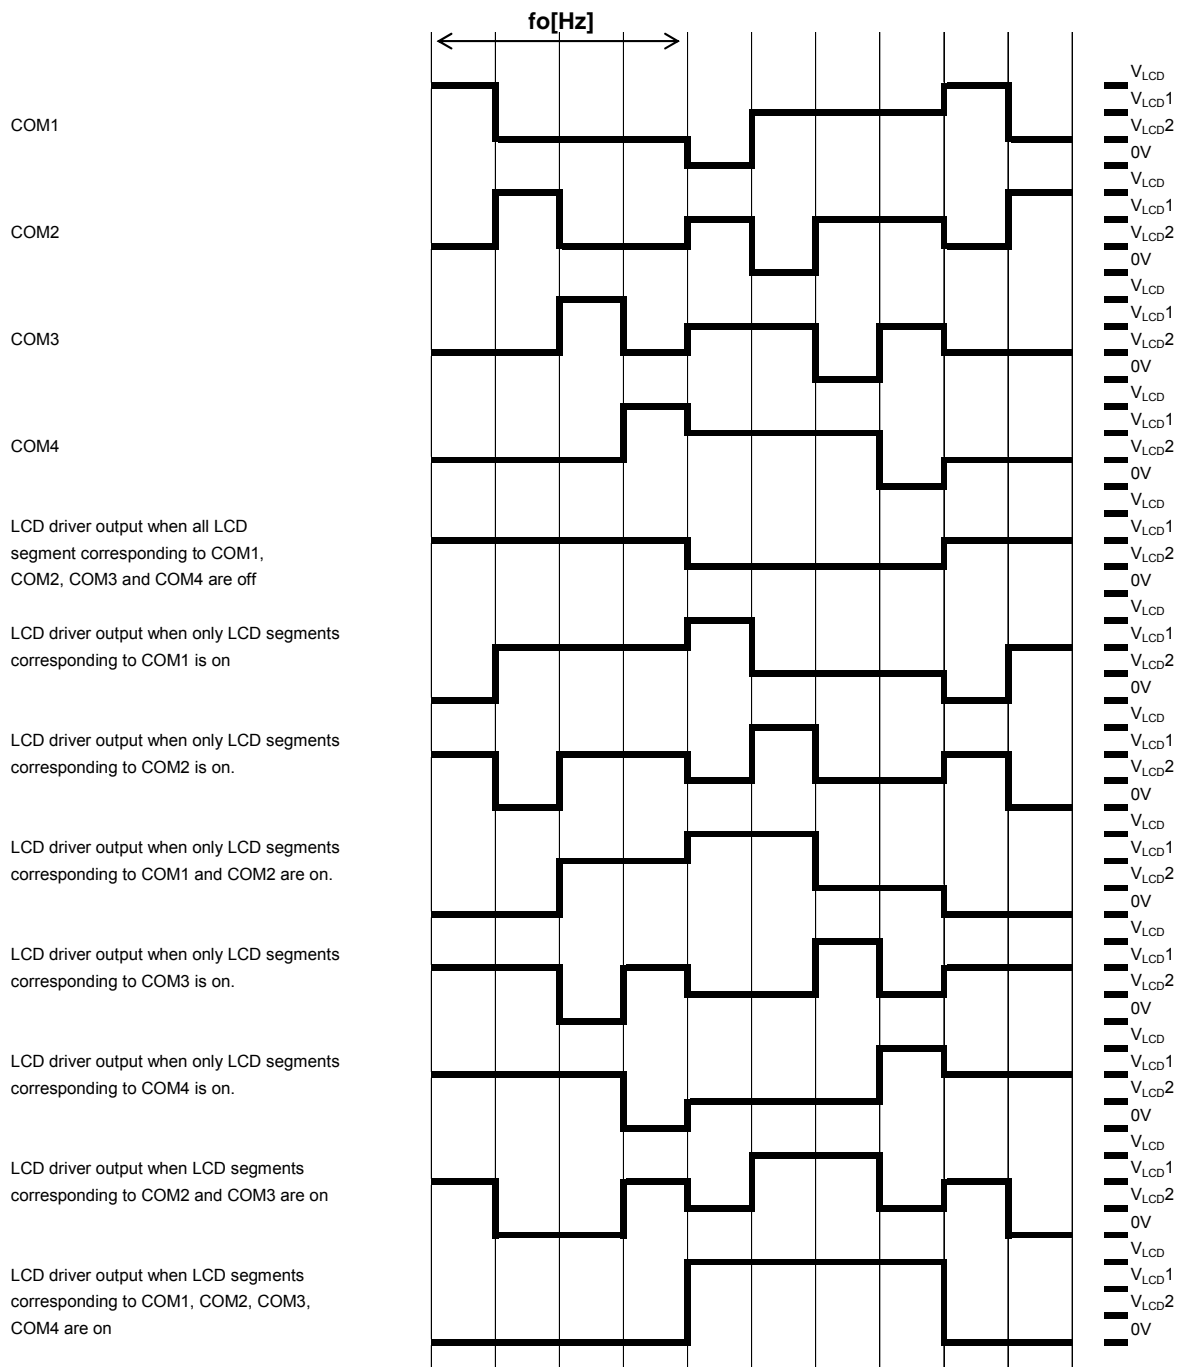 fo[Hz]
COM1
VLCD
VLCD1
VLCD2
0V
COM2
VLCD
VLCD1
VLCD2
0V
COM3
VLCD
VLCD1
VLCD2
0V
COM4
VLCD
VLCD1
VLCD2
0V
LCD driver output when all LCD
segment corresponding to COM1,
COM2, COM3 and COM4 are off
VLCD
VLCD1
VLCD2
0V
LCD driver output when only LCD segments
corresponding to COM1 is on
VLCD
VLCD1
VLCD2
0V
LCD driver output when only LCD segments
corresponding to COM2 is on.
VLCD
VLCD1
VLCD2
0V
LCD driver output when only LCD segments
corresponding to COM1 and COM2 are on.
VLCD
VLCD1
VLCD2
0V
LCD driver output when only LCD segments
corresponding to COM3 is on.
VLCD
VLCD1
VLCD2
0V
LCD driver output when only LCD segments
corresponding to COM4 is on.
VLCD
VLCD1
VLCD2
0V
LCD driver output when LCD segments
corresponding to COM2 and COM3 are on
VLCD
VLCD1
VLCD2
0V
LCD driver output when LCD segments
corresponding to COM1, COM2, COM3,
COM4 are on
VLCD
VLCD1
VLCD2
0V